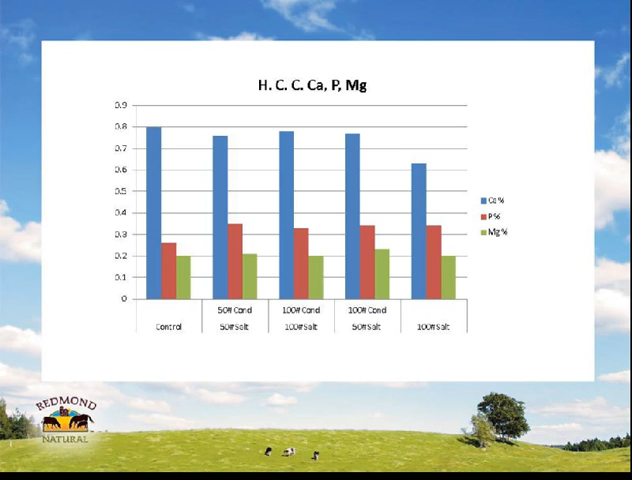 H. C. C. Ca, P, Mg
0.9
0.8
0.7
0.6
0.5
0.4
0.3
0.2
0.1
0
Ca %
P %
Mg %
50# Cond 100# Cond 100# Cond
Control 50# Salt 100# Salt 50# Salt 100# Salt
REDMOND
NATURAL